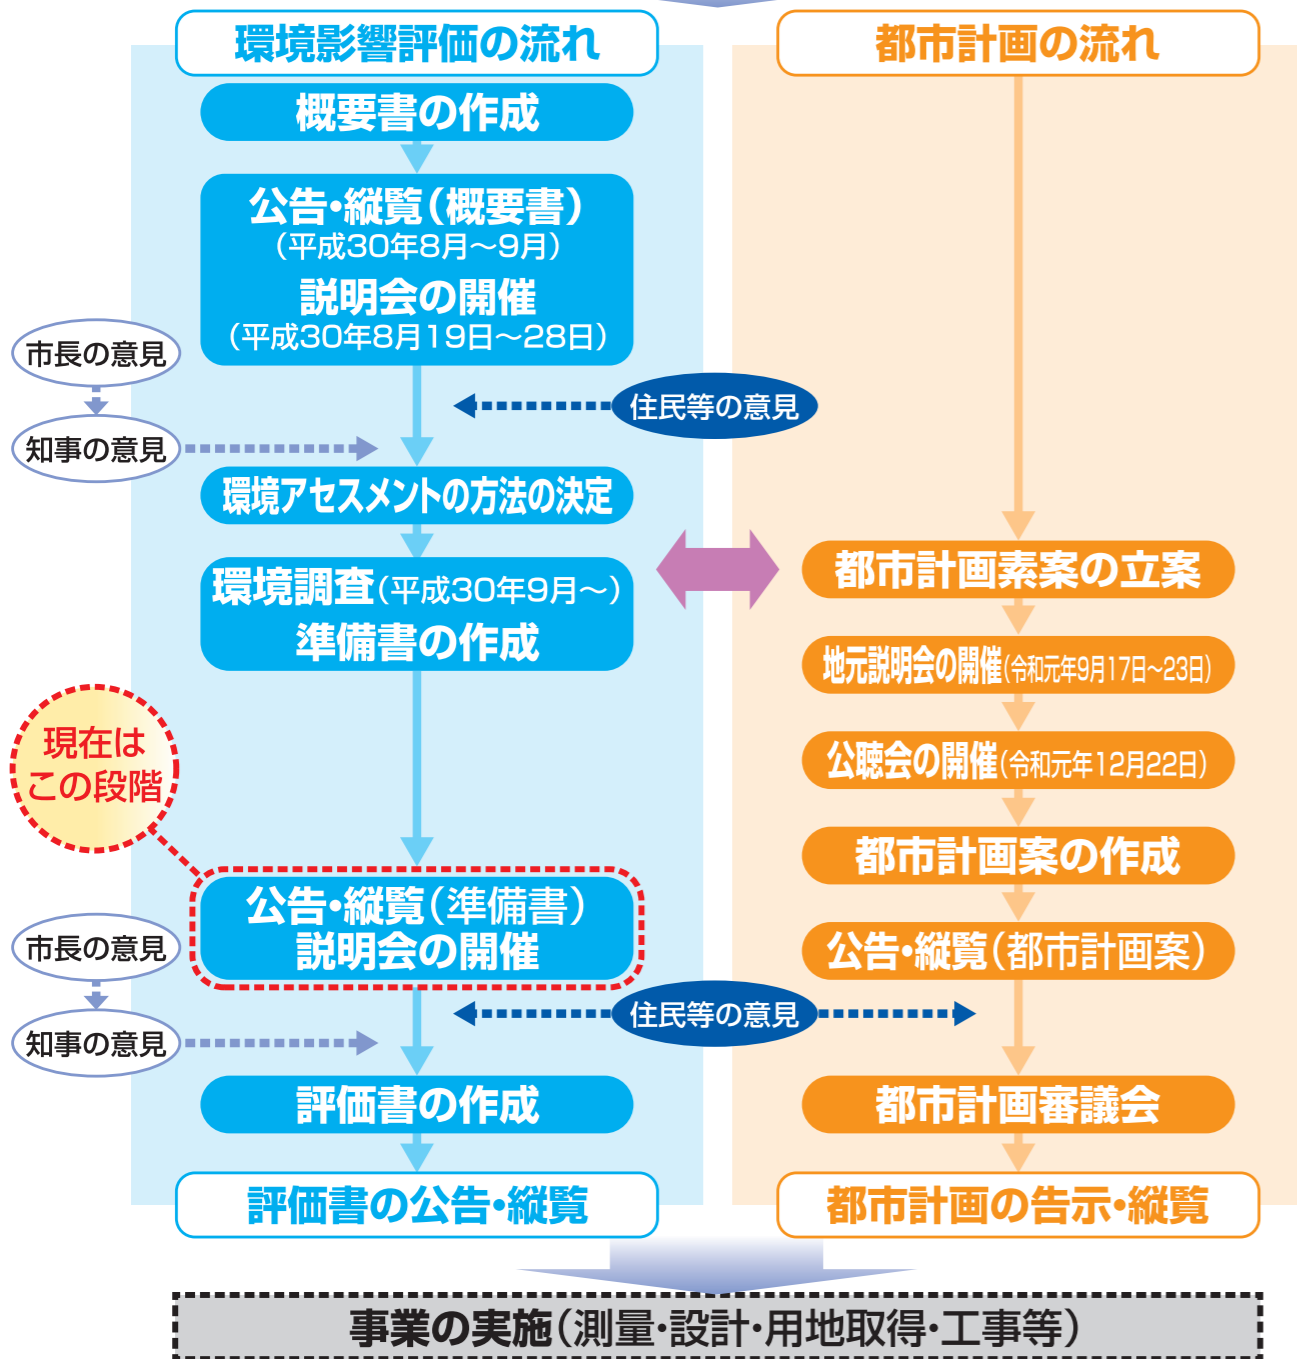 環境影響評価の流れ
概要書の作成
公告・縦覧（概要書）
（平成30年8月～9月）
説明会の開催
（平成30年8月19日～28日）
市長の意見
知事の意見
住民等の意見
環境アセスメントの方法の決定
環境調査（平成30年9月～）
準備書の作成
現在は
この段階
公告・縦覧（準備書）
説明会の開催
市長の意見
知事の意見
住民等の意見
評価書の作成
評価書の公告・縦覧
都市計画の流れ
都市計画素案の立案
地元説明会の開催（令和元年9月17日～23日）
公聴会の開催（令和元年12月22日）
都市計画案の作成
公告・縦覧（都市計画案）
都市計画審議会
都市計画の告示・縦覧
事業の実施（測量・設計・用地取得・工事等）